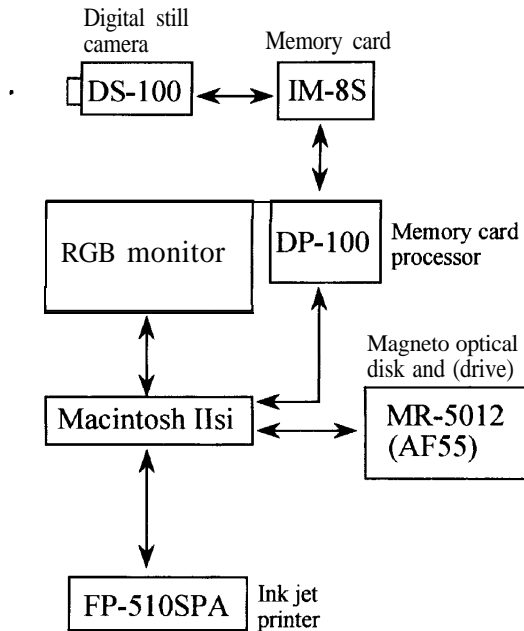 Digital still
camera
Memory card
DS-100
IM-8S
RGB monitor
DP-100
Memory card
processor
Magneto optical
disk and (drive)
Macintosh IIsi
MR-5012
(AF55)
FP-510SPA
Ink jet
printer